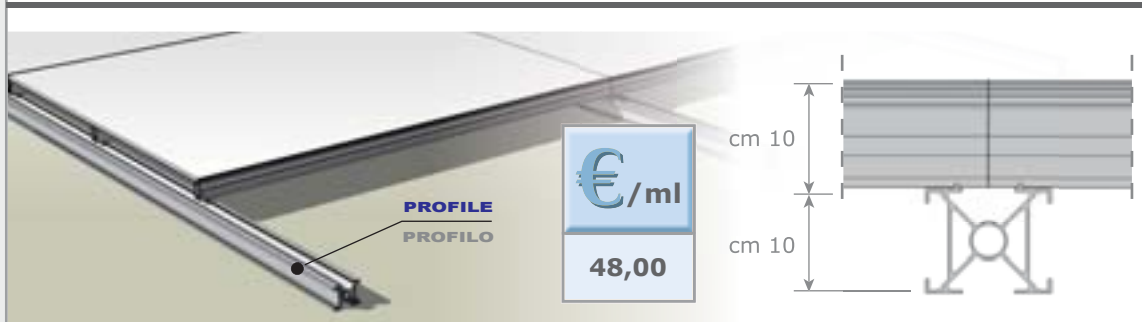 PROFILE
PROFILO
€/ml
48,00
cm 10
cm 10